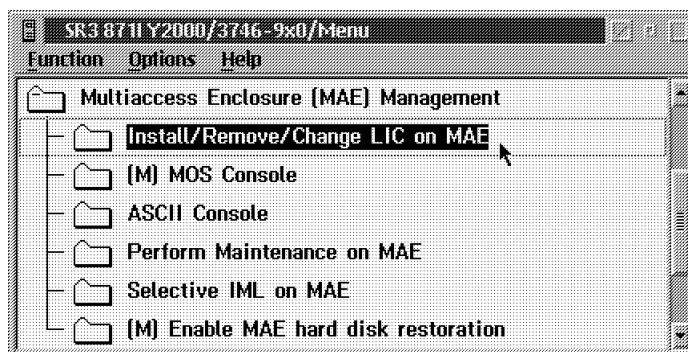 SR3 871I Y2000/3746-9x0/Menu
Function Options Help
Multiaccess Enclosure (MAE) Management
Install/Remove/Change LIC on MAE
(M) MOS Console
ASCII Console
Perform Maintenance on MAE
Selective IML on MAE
(M) Enable MAE hard disk restoration